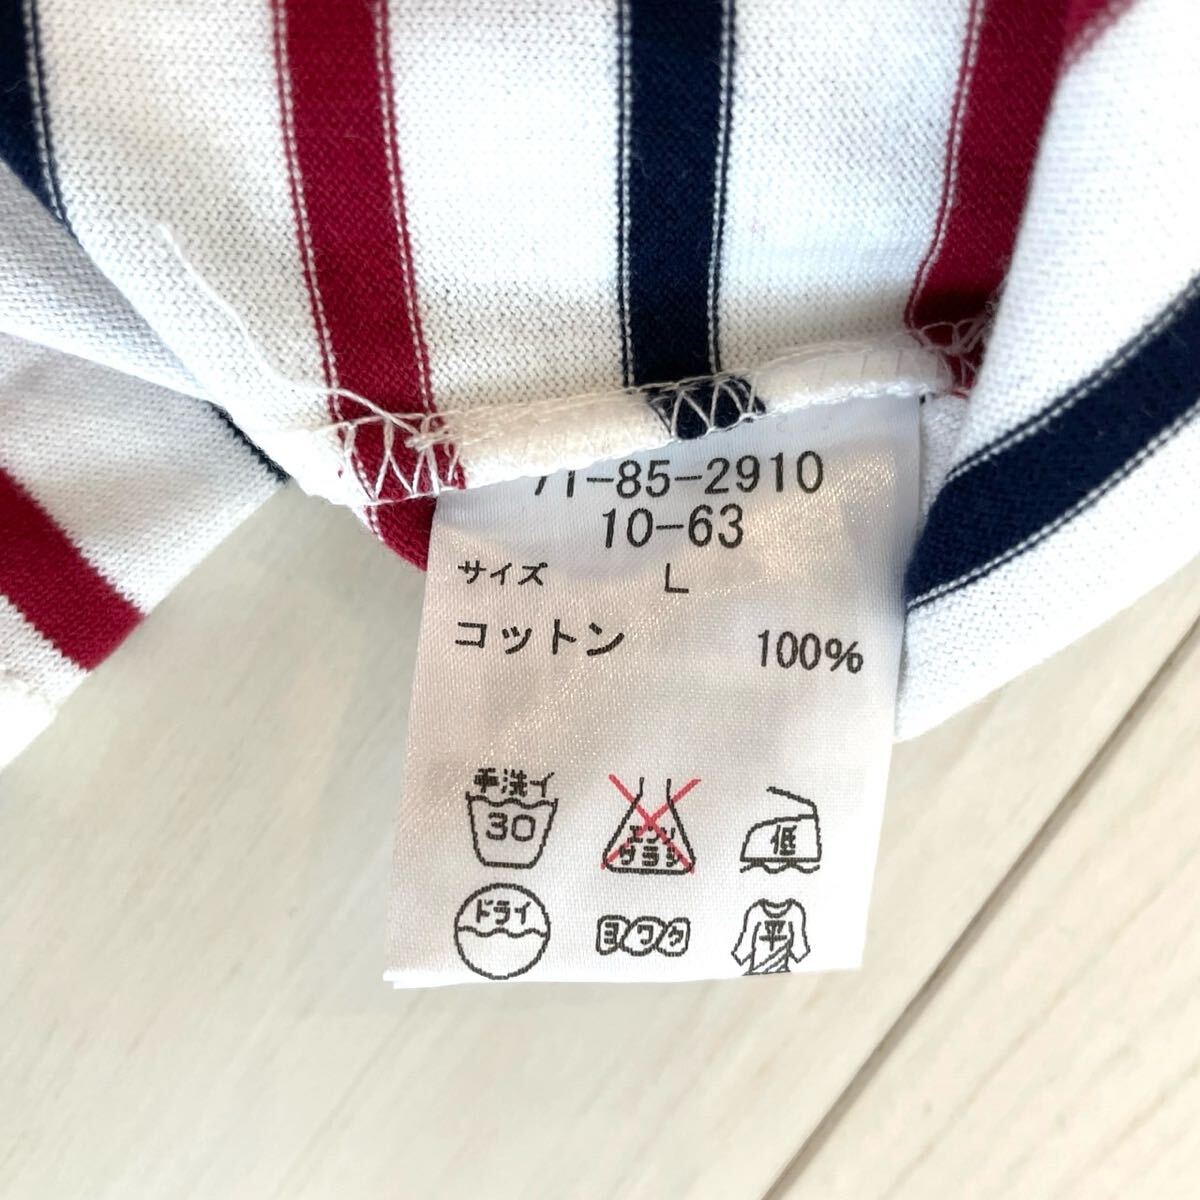 71-85-2910
10-63
サイズ L
コットン 100%
手洗イ
30
エンソ
サラシ
低
ドライ
ヨワク
平